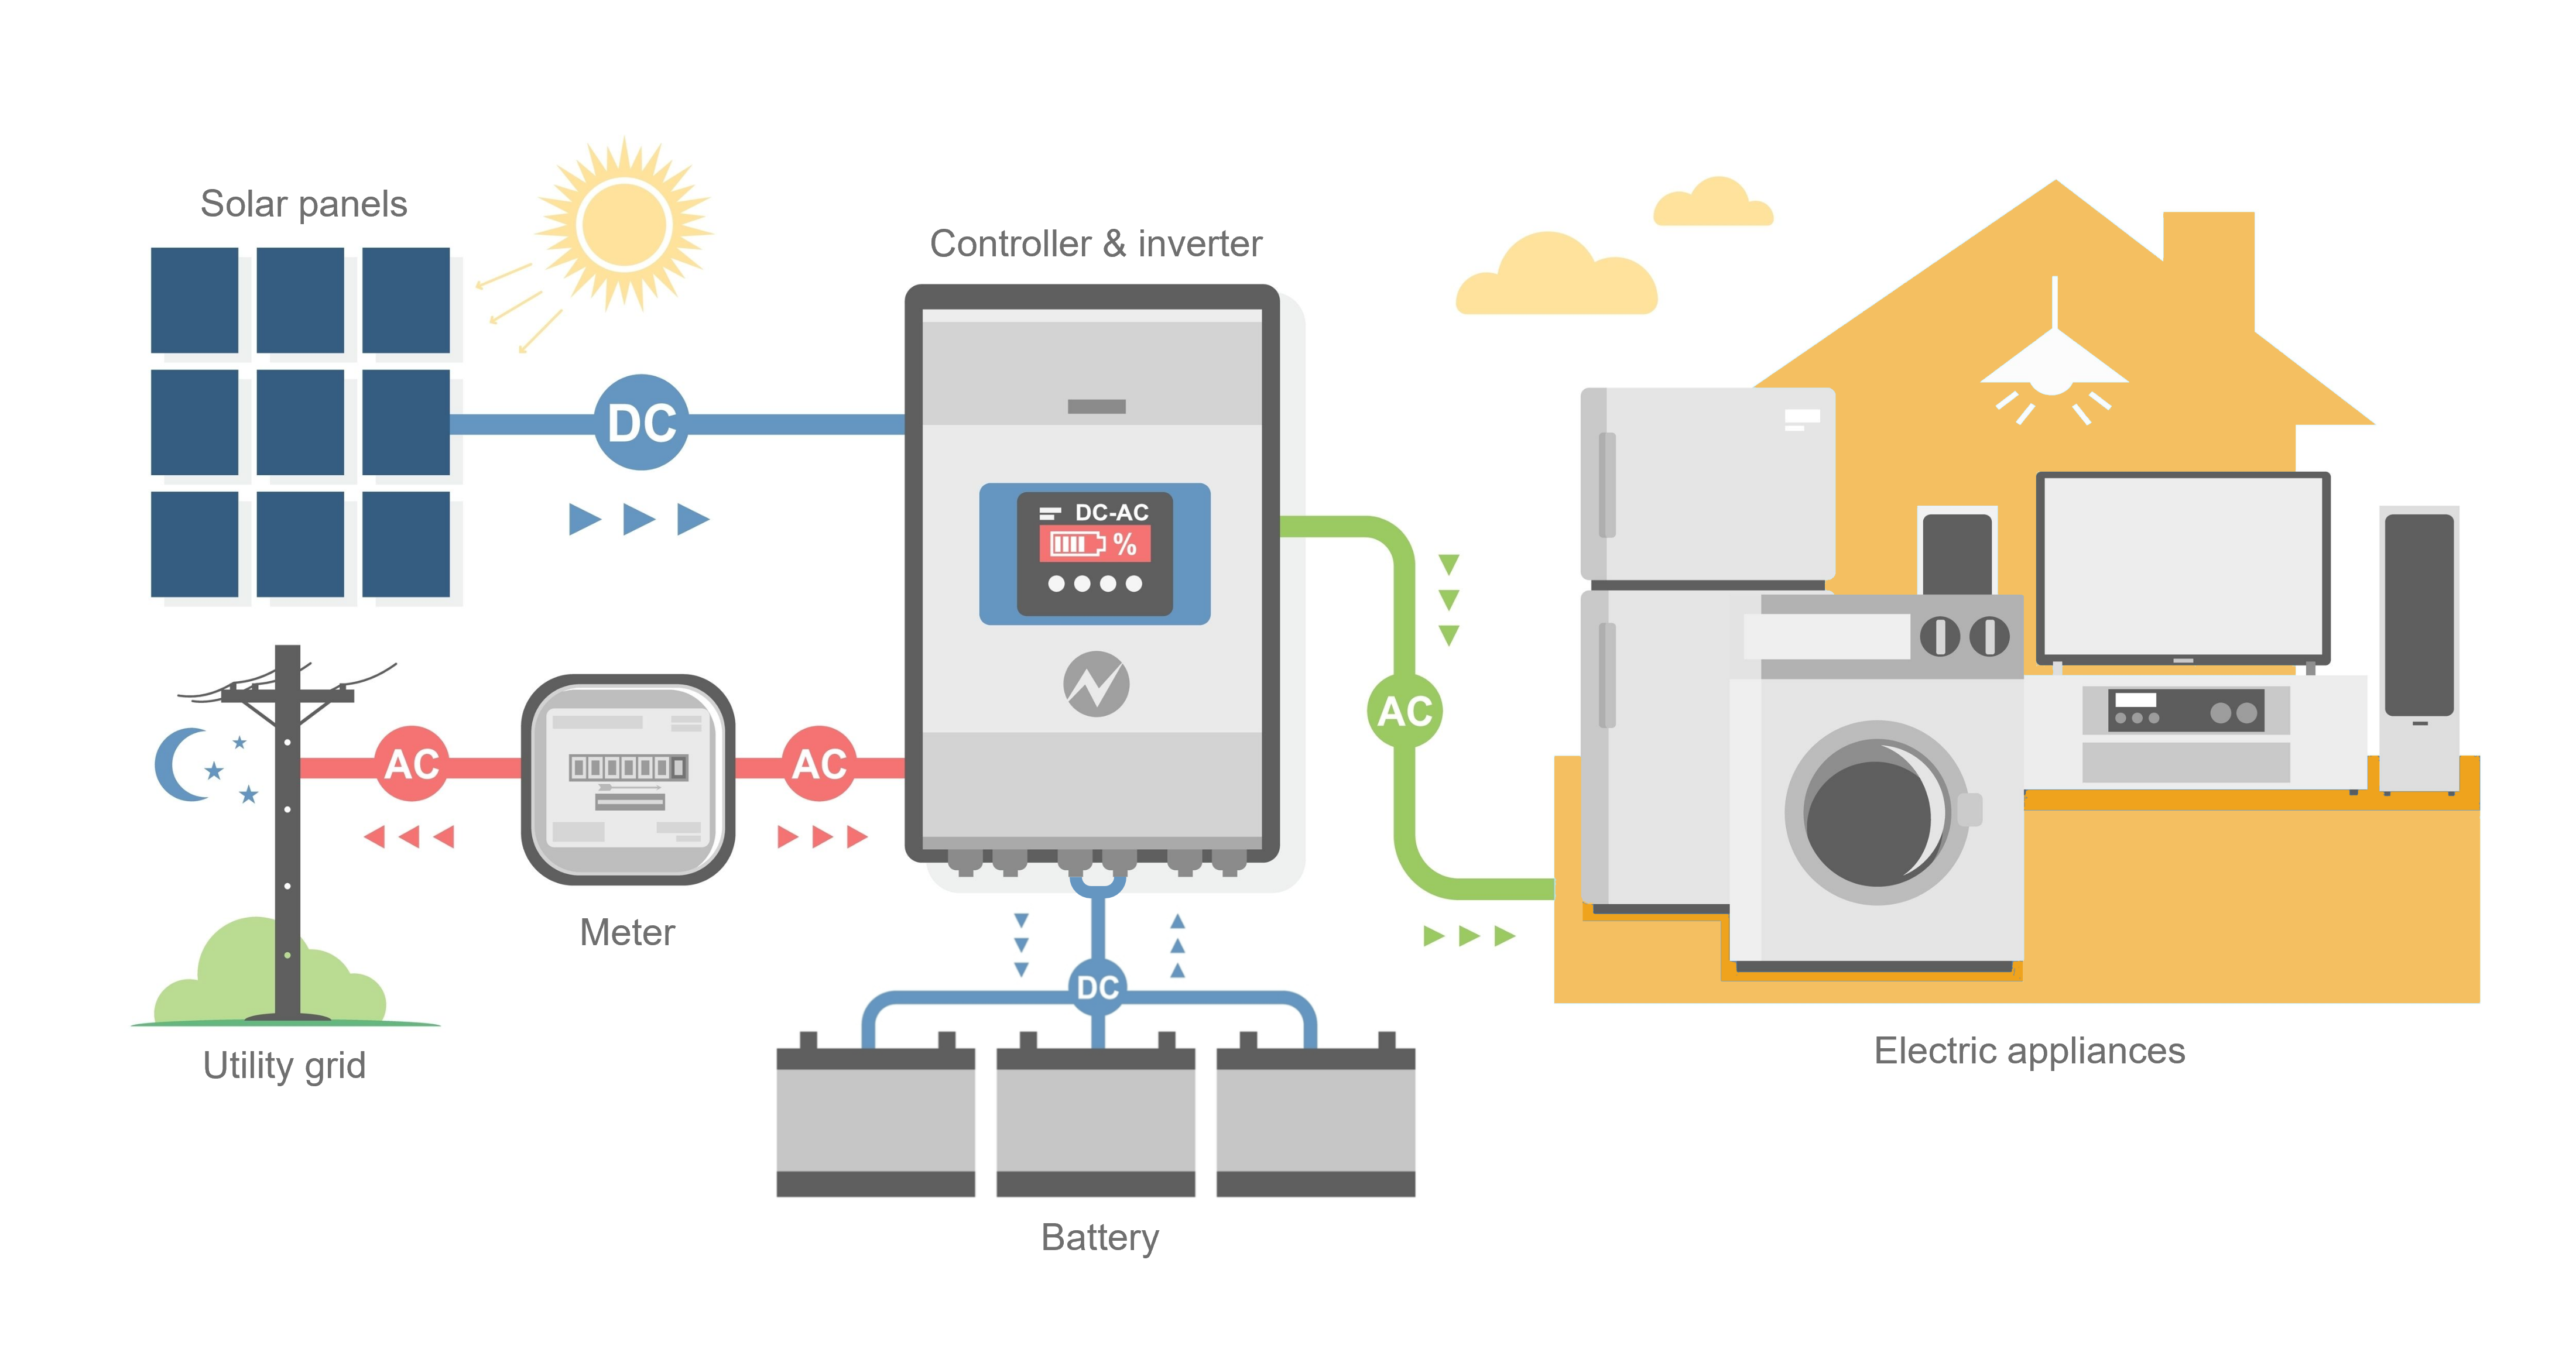 Solar panels
Controller & inverter
DC
DC-AC
%
AC
AC
AC
Meter
DC
Utility grid
Electric appliances
Battery